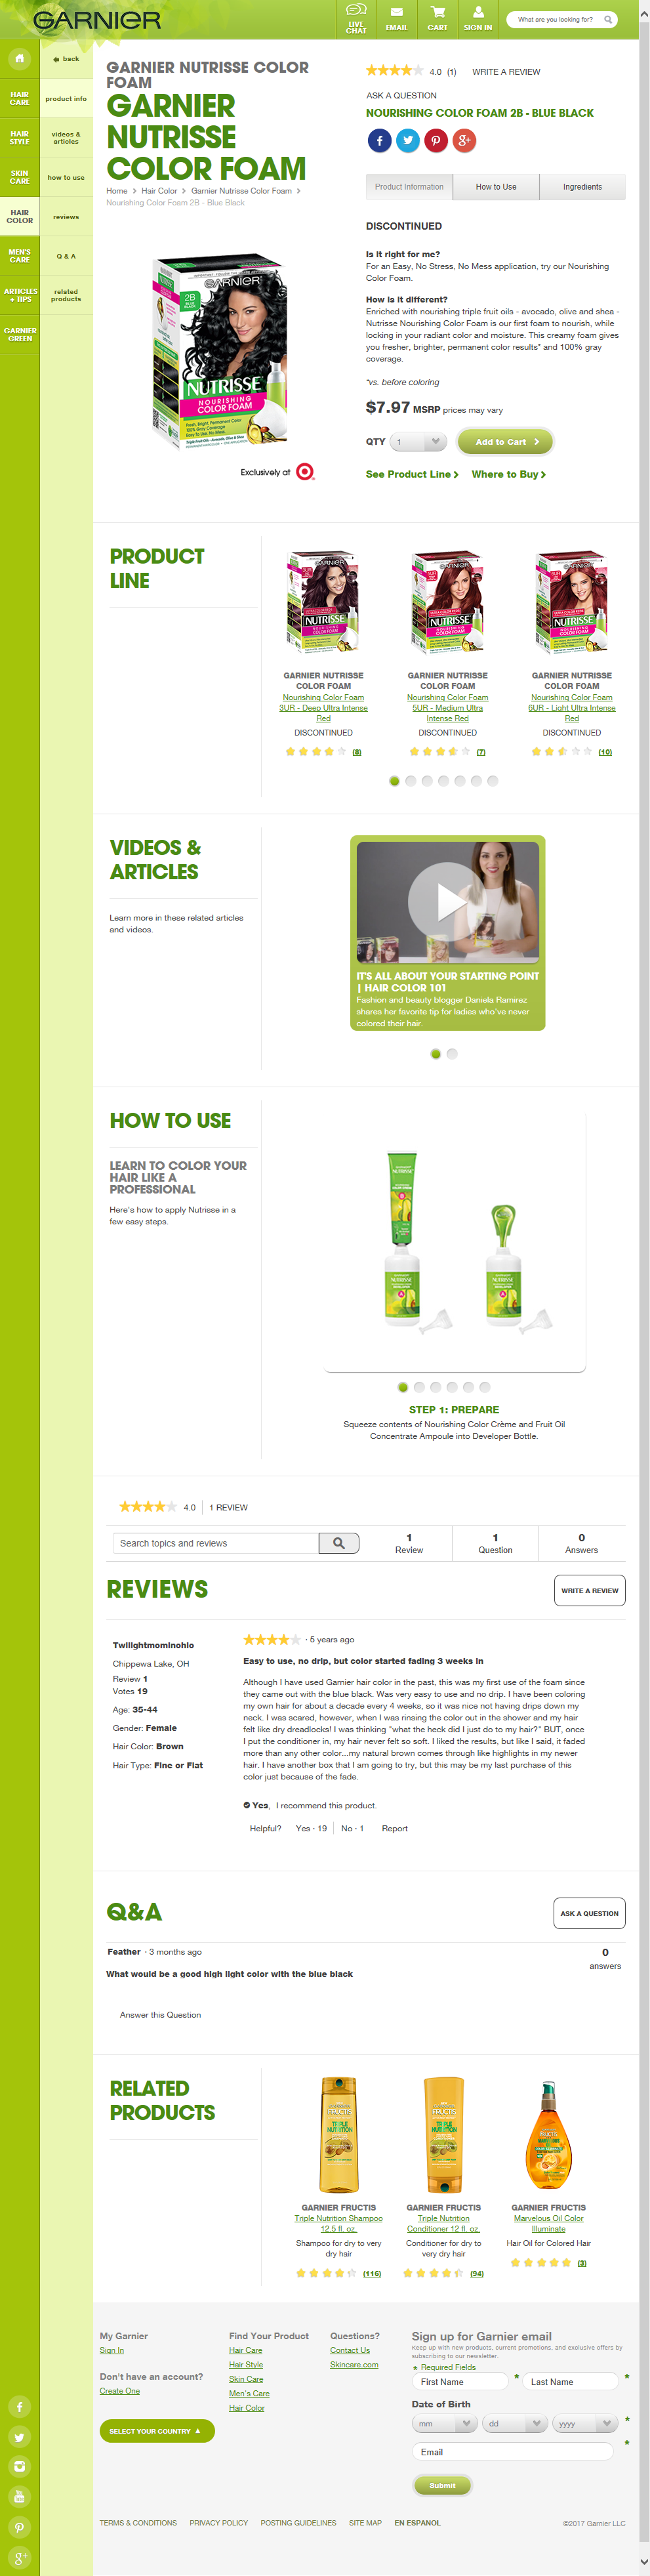 GARNIER
LIVE
CHAT
EMAIL
CART
SIGN IN
What are you looking for?
HAIR
CARE
HAIR
STYLE
SKIN
CARE
HAIR
COLOR
MEN'S
CARE
ARTICLES
+ TIPS
GARNIER
GREEN
back
product info
videos &
articles
how to use
reviews
Q & A
related
products
GARNIER NUTRISSE COLOR
FOAM
GARNIER
NUTRISSE
COLOR FOAM
Home > Hair Color > Garnier Nutrisse Color Foam >
Nourishing Color Foam 2B - Blue Black
4.0 (1) WRITE A REVIEW
ASK A QUESTION
NOURISHING COLOR FOAM 2B - BLUE BLACK
Product Information
How to Use
Ingredients
DISCONTINUED
Is it right for me?
For an Easy, No Stress, No Mess application, try our Nourishing
Color Foam.
How is it different?
Enriched with nourishing triple fruit oils - avocado, olive and shea -
Nutrisse Nourishing Color Foam is our first foam to nourish, while
locking in your radiant color and moisture. This creamy foam gives
you fresher, brighter, permanent color results* and 100% gray
coverage.
*vs. before coloring
$7.97 MSRP prices may vary
QTY 1 Add to Cart >
See Product Line > Where to Buy >
GARNIER
2B
NUTRISSE
NOURISHING
COLOR FOAM
Exclusively at
PRODUCT
LINE
NUTRISSE
NUTRISSE
NUTRISSE
GARNIER NUTRISSE
COLOR FOAM
Nourishing Color Foam
3UR - Deep Ultra Intense
Red
DISCONTINUED
(8)
GARNIER NUTRISSE
COLOR FOAM
Nourishing Color Foam
5UR - Medium Ultra
Intense Red
DISCONTINUED
(7)
GARNIER NUTRISSE
COLOR FOAM
Nourishing Color Foam
6UR - Light Ultra Intense
Red
DISCONTINUED
(10)
VIDEOS &
ARTICLES
Learn more in these related articles
and videos.
IT'S ALL ABOUT YOUR STARTING POINT
| HAIR COLOR 101
Fashion and beauty blogger Daniela Ramirez
shares her favorite tip for ladies who've never
colored their hair.
HOW TO USE
LEARN TO COLOR YOUR
HAIR LIKE A
PROFESSIONAL
Here's how to apply Nutrisse in a
few easy steps.
NUTRISSE
NUTRISSE
STEP 1: PREPARE
Squeeze contents of Nourishing Color Crème and Fruit Oil
Concentrate Ampoule into Developer Bottle.
4.0 | 1 REVIEW
Search topics and reviews
1
Review
1
Question
0
Answers
REVIEWS
WRITE A REVIEW
Twilightmominohio
Chippewa Lake, OH
Review 1
Votes 19
Age: 35-44
Gender: Female
Hair Color: Brown
Hair Type: Fine or Flat
· 5 years ago
Easy to use, no drip, but color started fading 3 weeks in
Although I have used Garnier hair color in the past, this was my first use of the foam since
they came out with the blue black. Was very easy to use and no drip. I have been coloring
my own hair for about a decade every 4 weeks, so it was nice not having drips down my
neck. I was scared, however, when I was rinsing the color out in the shower and my hair
felt like dry dreadlocks! I was thinking "what the heck did I just do to my hair?" BUT, once
I put the conditioner in, my hair never felt so soft. I liked the results, but like I said, it faded
more than any other color...my natural brown comes through like highlights in my newer
hair. I have another box that I am going to try, but this may be my last purchase of this
color just because of the fade.
Yes, I recommend this product.
Helpful? Yes · 19 No · 1 Report
Q&A
ASK A QUESTION
Feather · 3 months ago
What would be a good high light color with the blue black
0
answers
Answer this Question
RELATED
PRODUCTS
FRUCTIS
TRIPLE
NUTRITION
FRUCTIS
TRIPLE
NUTRITION
FRUCTIS
GARNIER FRUCTIS
Triple Nutrition Shampoo
12.5 fl. oz.
Shampoo for dry to very
dry hair
(116)
GARNIER FRUCTIS
Triple Nutrition
Conditioner 12 fl. oz.
Conditioner for dry to
very dry hair
(94)
GARNIER FRUCTIS
Marvelous Oil Color
Illuminate
Hair Oil for Colored Hair
(3)
My Garnier
Sign In
Don't have an account?
Create One
SELECT YOUR COUNTRY ▲
Find Your Product
Hair Care
Hair Style
Skin Care
Men's Care
Hair Color
Questions?
Contact Us
Skincare.com
Sign up for Garnier email
Keep up with new products, current promotions, and exclusive offers by
subscribing to our newsletter.
* Required Fields
First Name * Last Name *
Date of Birth
mm dd yyyy *
Email *
Submit
TERMS & CONDITIONS PRIVACY POLICY POSTING GUIDELINES SITE MAP EN ESPANOL
©2017 Garnier LLC